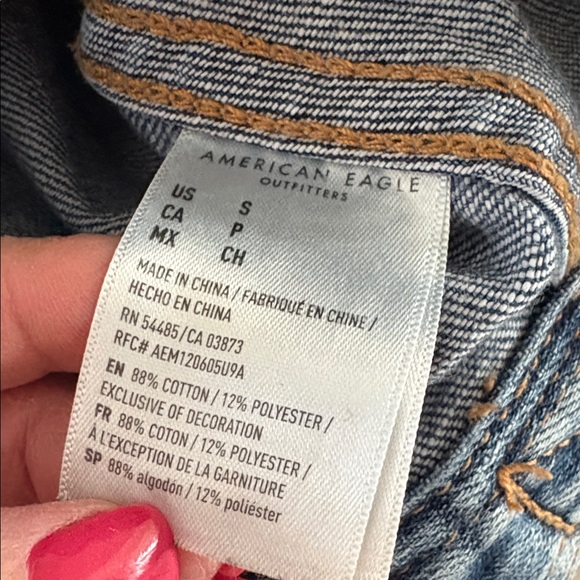 AMERICAN EAGLE
OUTFITTERS
US S
CA P
MX CH
MADE IN CHINA / FABRIQUÉ EN CHINE /
HECHO EN CHINA
RN 54485/CA 03873
RFC# AEM120605U9A
EN 88% COTTON / 12% POLYESTER /
EXCLUSIVE OF DECORATION
FR 88% COTON / 12% POLYESTER /
À L'EXCEPTION DE LA GARNITURE
SP 88% algodón / 12% poliéster